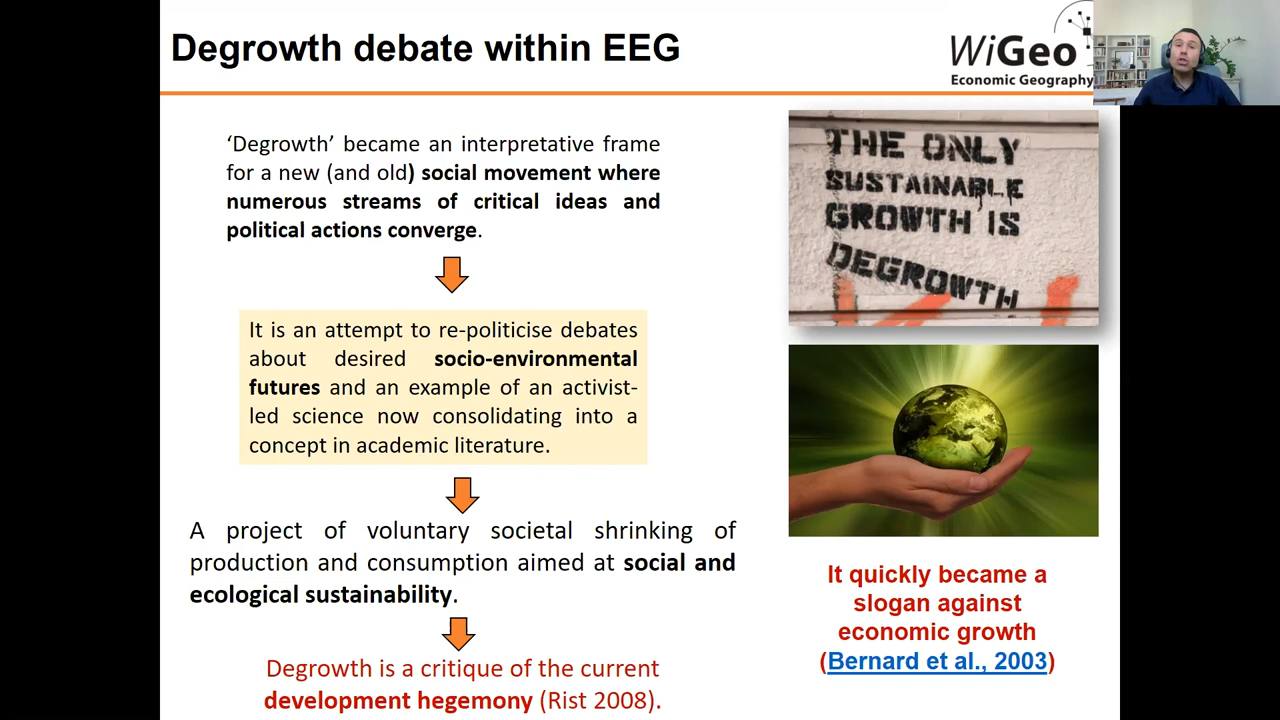 Degrowth debate within EEG
WiGeo
Economic Geography
‘Degrowth’ became an interpretative frame
for a new (and old) social movement where
numerous streams of critical ideas and
political actions converge.
It is an attempt to re-politicise debates
about desired socio-environmental
futures and an example of an activist-
led science now consolidating into a
concept in academic literature.
A project of voluntary societal shrinking of
production and consumption aimed at social and
ecological sustainability.
Degrowth is a critique of the current
development hegemony (Rist 2008).
THE ONLY
SUSTAINABLE
GROWTH IS
DEGROWTH
It quickly became a
slogan against
economic growth
(Bernard et al., 2003)